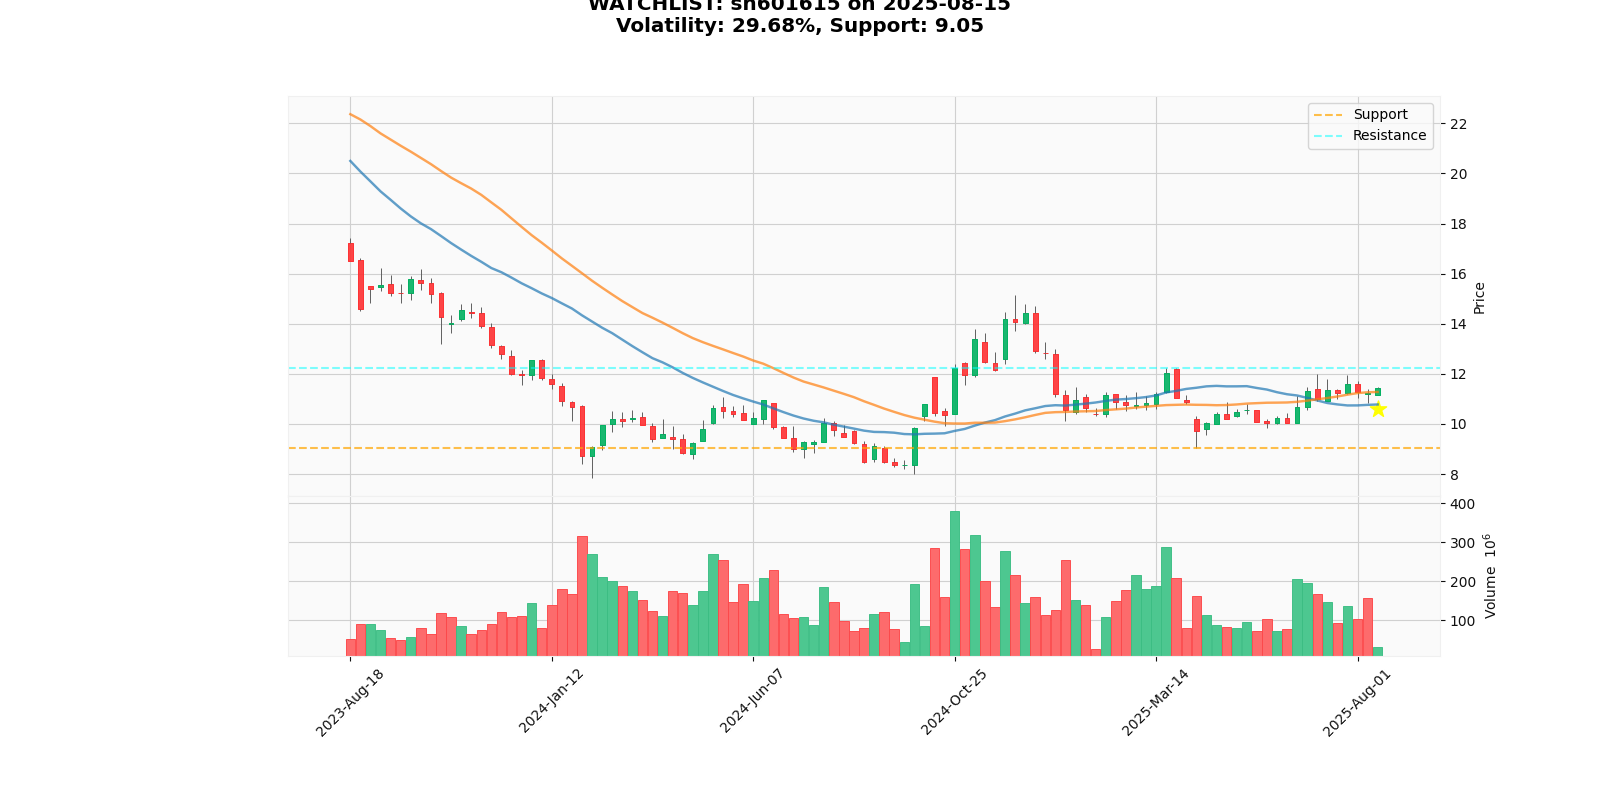 WATCHLIST: sh601615 on 2025-08-15
Volatility: 29.68%, Support: 9.05
Support
Resistance
22
20
18
16
14
12
10
8
Price
400
300
200
100
Volume 10^6
2023-Aug-18
2024-Jan-12
2024-Jun-07
2024-Oct-25
2025-Mar-14
2025-Aug-01